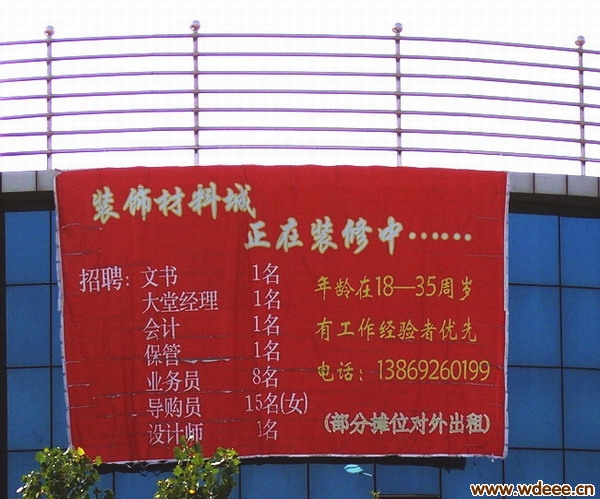 装饰材料城
正在装修中……
招聘: 文书 1名
大堂经理 1名
会计 1名
保管 1名
业务员 8名
导购员 15名(女)
设计师 1名
年龄在18—35周岁
有工作经验者优先
电话: 13869260199
(部分摊位对外出租)
www.wdeee.cn